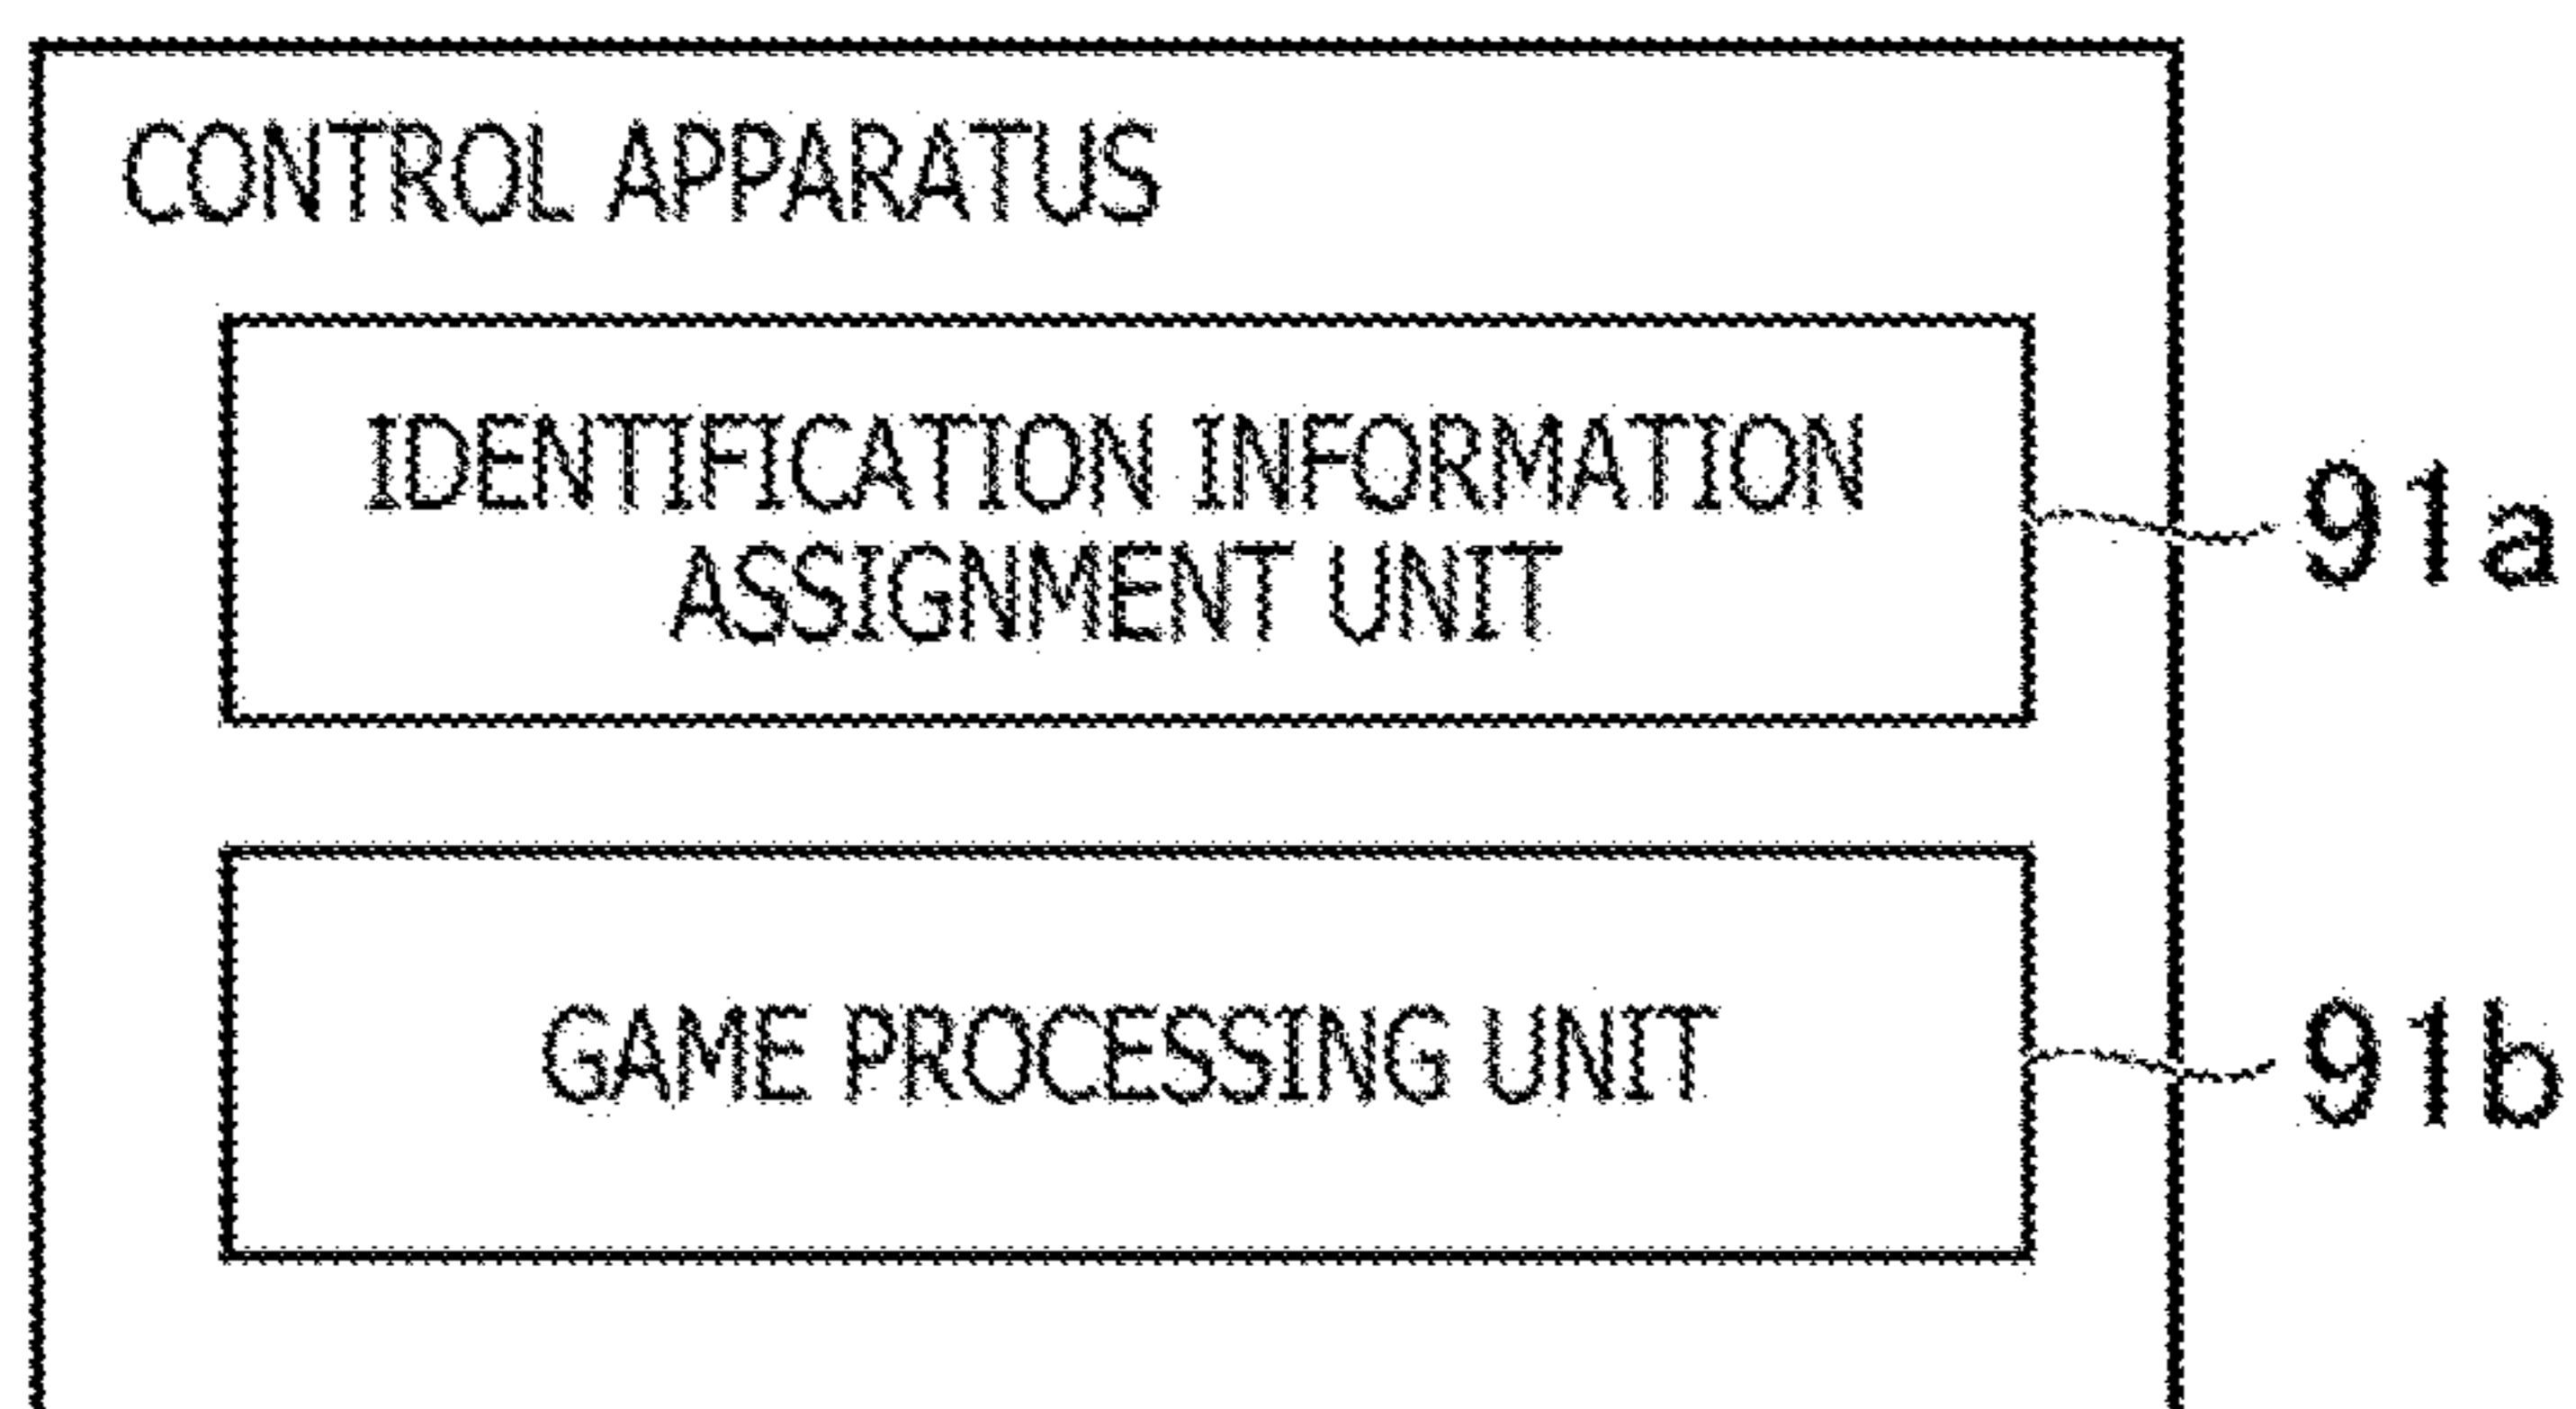 CONTROL APPARATUS
IDENTIFICATION INFORMATION
ASSIGNMENT UNIT
91a
GAME PROCESSING UNIT
91b